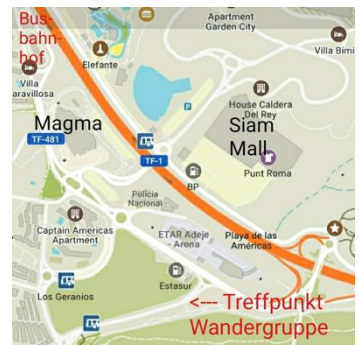 Bus-
bahn-
hof
Apartment
Garden City
Elefante
Villa Bimi
Villa
aravillosa
Magma
House Caldera
Del Rey
Siam
Mall
TF-481
TF-1
Punt Roma
BP
Policia
Nacional
Captain Americas
Apartment
ETAR Adeje
- Arona
Playa de las
Américas
Estasur
Los Geranios
<--- Treffpunkt
Wandergruppe